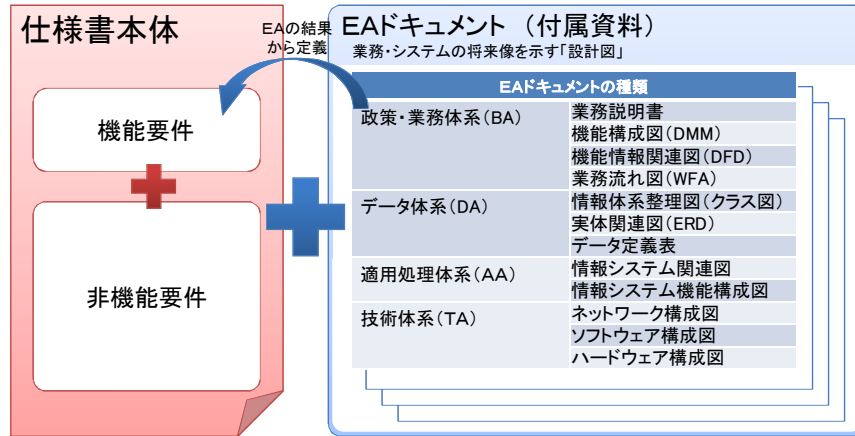 仕様書本体
機能要件
非機能要件
EAの結果
から定義
EAドキュメント（付属資料）
業務・システムの将来像を示す「設計図」
EAドキュメントの種類
政策・業務体系（BA）
業務説明書
機能構成図（DMM）
機能情報関連図（DFD）
業務流れ図（WFA）
データ体系（DA）
情報体系整理図（クラス図）
実体関連図（ERD）
データ定義表
適用処理体系（AA）
情報システム関連図
情報システム機能構成図
技術体系（TA）
ネットワーク構成図
ソフトウェア構成図
ハードウェア構成図